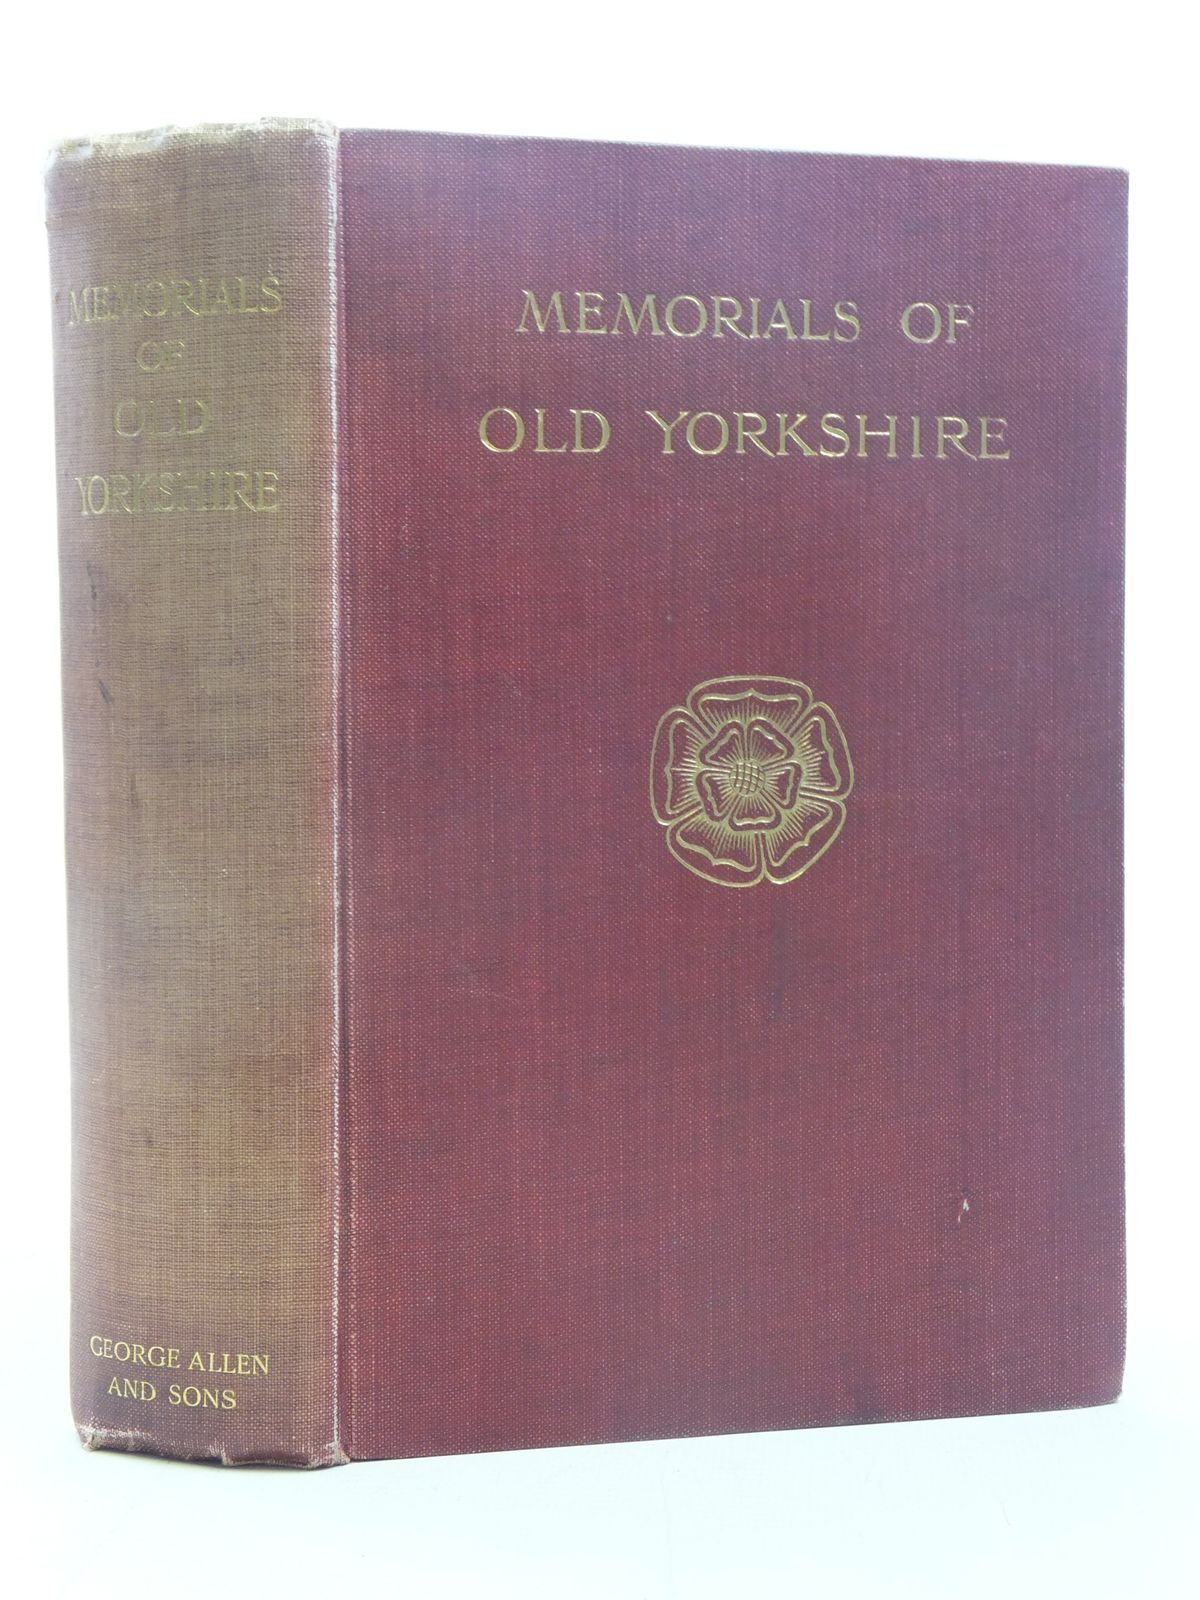 MEMORIALS
OF
OLD
YORKSHIRE
GEORGE ALLEN
AND SONS
MEMORIALS OF
OLD YORKSHIRE